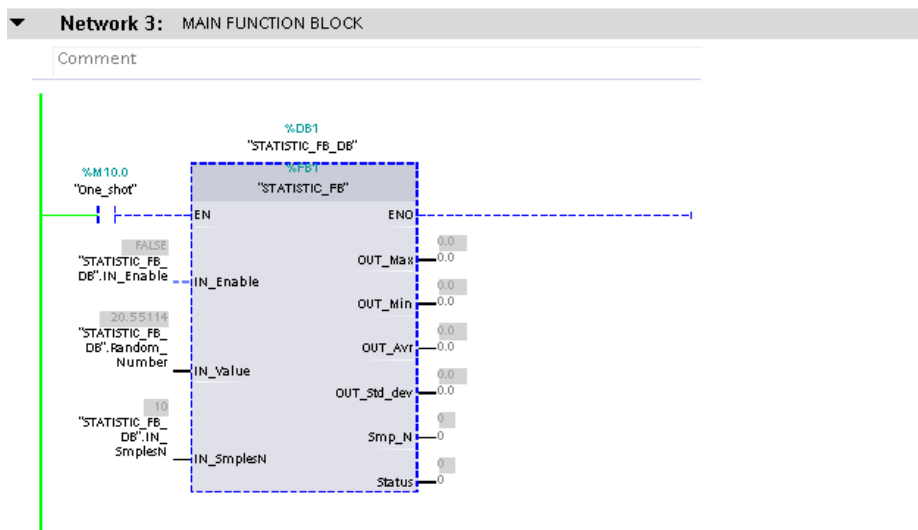 Network 3: MAIN FUNCTION BLOCK
Comment
%DB1
"STATISTIC_FB_DB"
%M10.0
"One_shot"
%FB1
"STATISTIC_FB"
EN
ENO
FALSE
"STATISTIC_FB_
DB".IN_Enable
IN_Enable
OUT_Max
0.0
0.0
OUT_Min
0.0
0.0
20.55114
"STATISTIC_FB_
DB".Random_
Number
IN_Value
OUT_Avr
0.0
0.0
OUT_Std_dev
0.0
0.0
10
"STATISTIC_FB_
DB".IN_
SmplesN
IN_SmplesN
Smp_N
0
0
Status
0
0